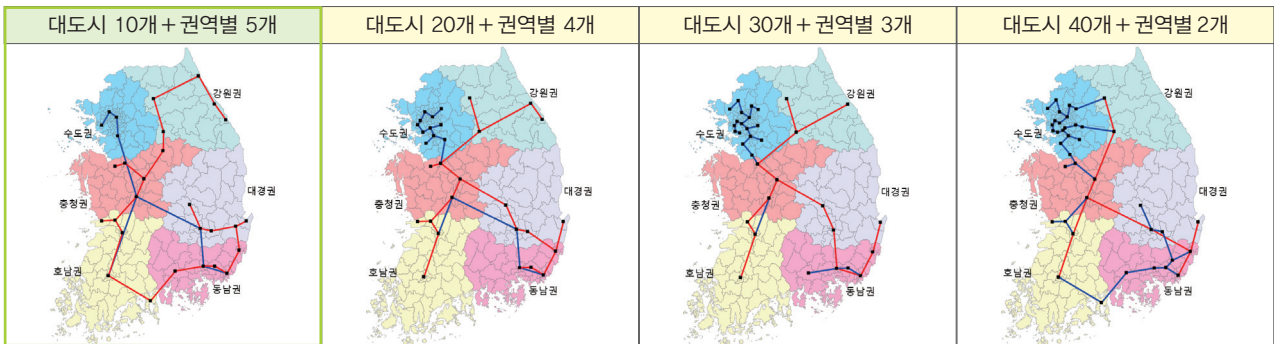 대도시 10개+권역별 5개
대도시 20개+권역별 4개
대도시 30개+권역별 3개
대도시 40개+권역별 2개
강원권
수도권
대경권
충청권
호남권
동남권
강원권
수도권
대경권
충청권
호남권
동남권
강원권
수도권
대경권
충청권
호남권
동남권
강원권
수도권
대경권
충청권
호남권
동남권